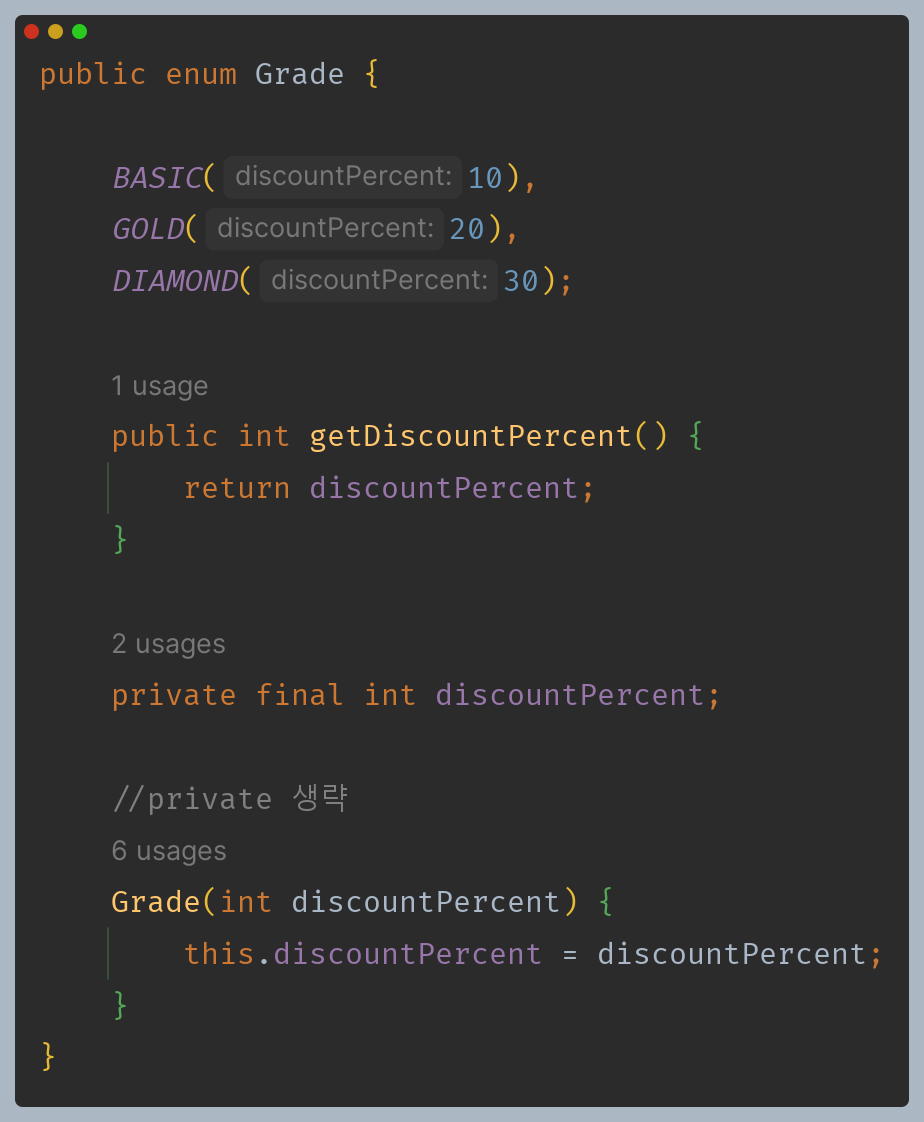 public enum Grade {
BASIC( discountPercent: 10),
GOLD( discountPercent: 20),
DIAMOND( discountPercent: 30);
1 usage
public int getDiscountPercent() {
return discountPercent;
}
2 usages
private final int discountPercent;
//private 생략
6 usages
Grade(int discountPercent) {
this.discountPercent = discountPercent;
}
}